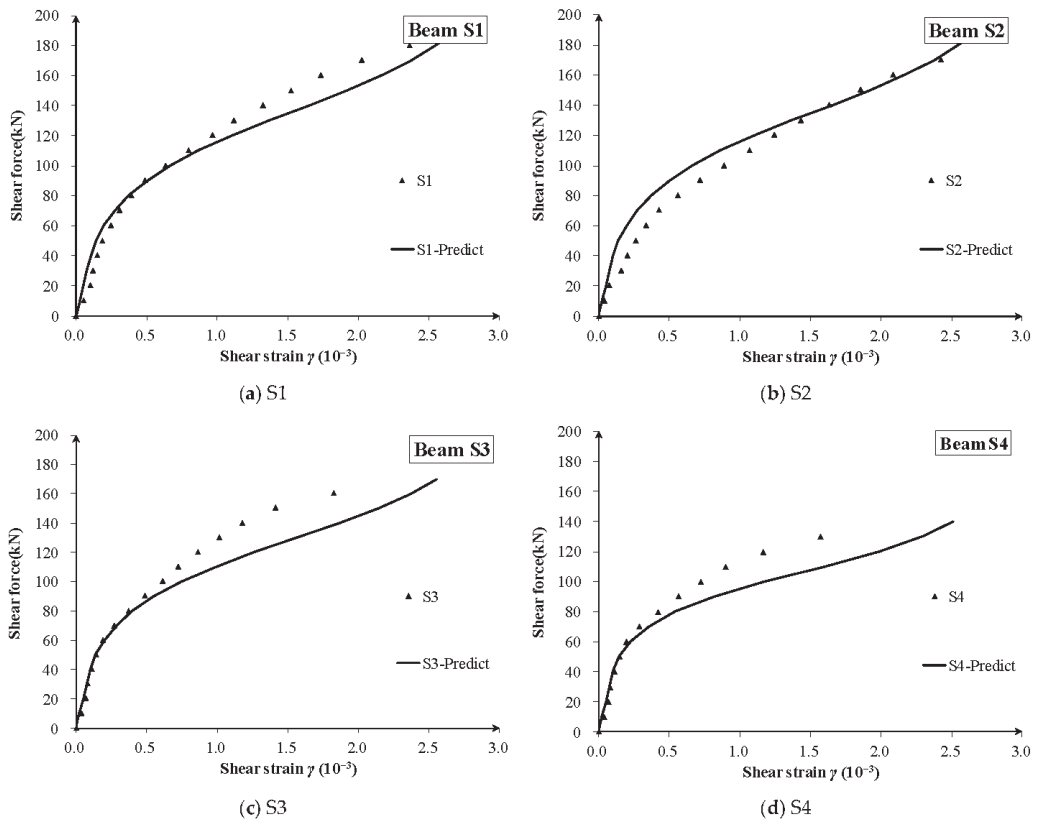 Beam S1
Shear force(kN)
200
180
160
140
120
100
80
60
40
20
0
S1
S1-Predict
0.0 0.5 1.0 1.5 2.0 2.5 3.0
Shear strain γ (10⁻³)
(a) S1
Beam S2
Shear force(kN)
200
180
160
140
120
100
80
60
40
20
0
S2
S2-Predict
0.0 0.5 1.0 1.5 2.0 2.5 3.0
Shear strain γ (10⁻³)
(b) S2
Beam S3
Shear force(kN)
200
180
160
140
120
100
80
60
40
20
0
S3
S3-Predict
0.0 0.5 1.0 1.5 2.0 2.5 3.0
Shear strain γ (10⁻³)
(c) S3
Beam S4
Shear force(kN)
200
180
160
140
120
100
80
60
40
20
0
S4
S4-Predict
0.0 0.5 1.0 1.5 2.0 2.5 3.0
Shear strain γ (10⁻³)
(d) S4